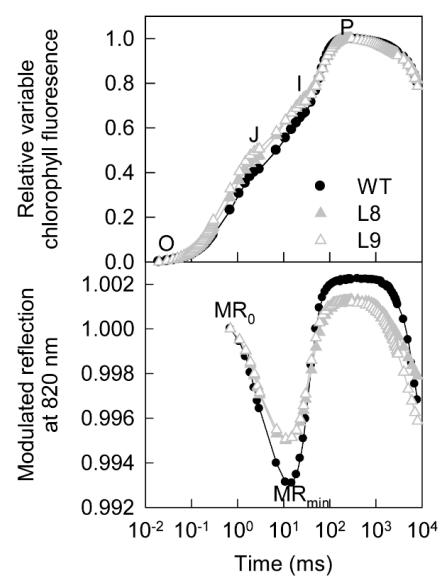 Relative variable
chlorophyll fluoresence
1.0
0.8
0.6
0.4
0.2
0.0
O
J
I
P
WT
L8
L9
Modulated reflection
at 820 nm
1.002
1.000
0.998
0.996
0.994
0.992
MR0
MRmin
10-2 10-1 100 101 102 103 104
Time (ms)